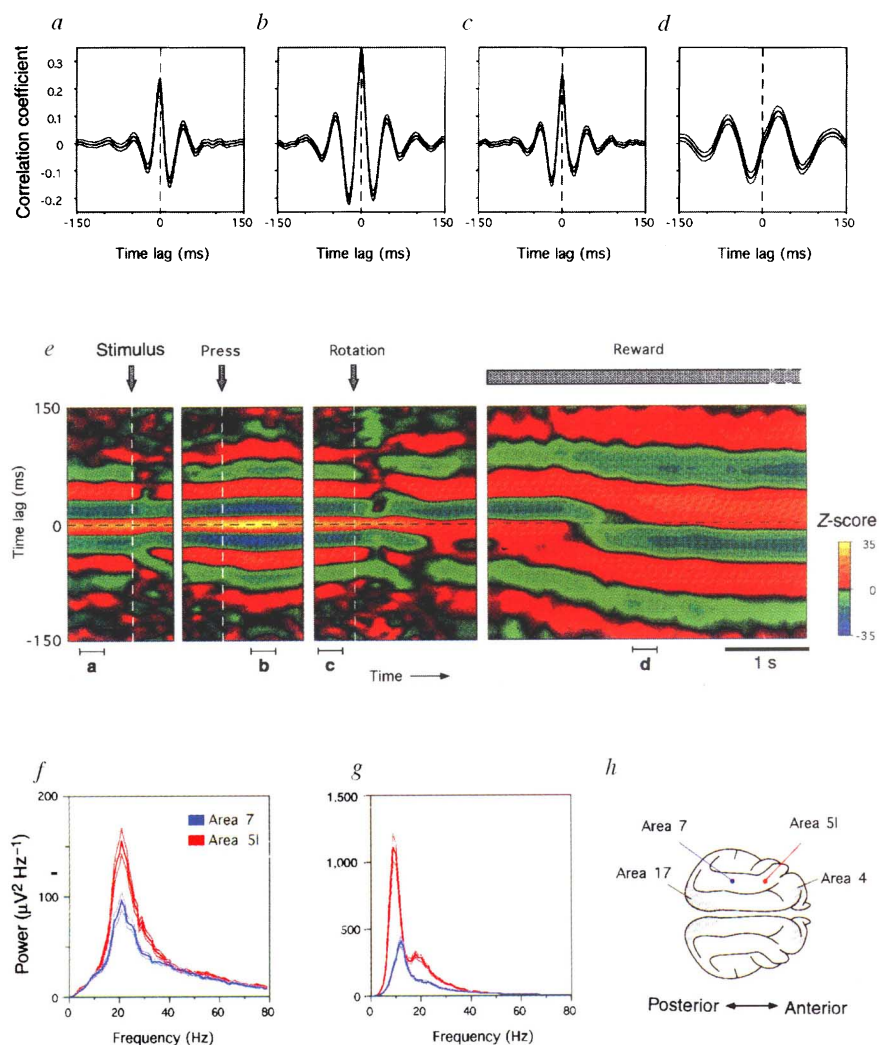 a b c d
Correlation coefficient
0.3
0.2
0.1
0
-0.1
-0.2
-150 0 150 -150 0 150 -150 0 150 -150 0 150
Time lag (ms) Time lag (ms) Time lag (ms) Time lag (ms)
e Stimulus Press Rotation Reward
150
Time lag (ms)
0
-150
Z-score
35
0
-35
a b c d
Time 1 s
f g h
Power (μV² Hz⁻¹)
200
100
0
Area 7
Area 5l
0 20 40 60 80
Frequency (Hz)
1,500
1,000
500
0
0 20 40 60 80
Frequency (Hz)
Area 7 Area 5l
Area 17 Area 4
Posterior Anterior